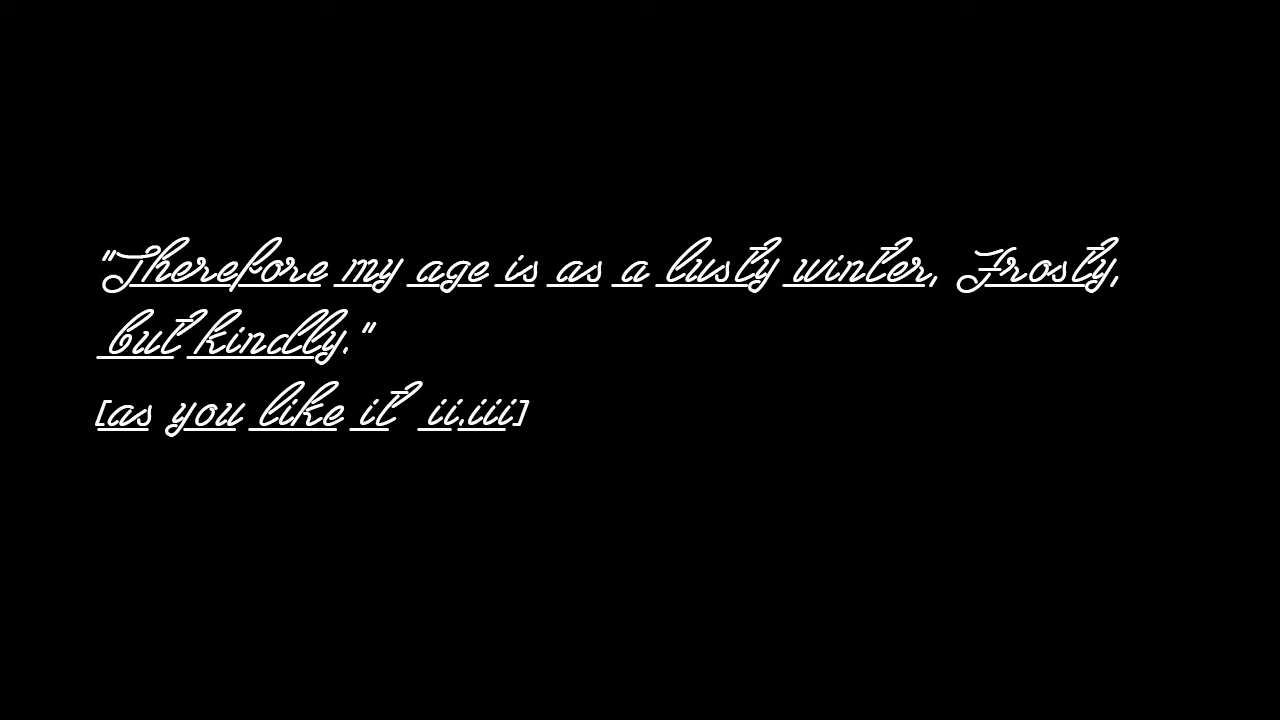 "Therefore my age is as a lusty winter, Frosty,
but kindly."
[as you like it ii.iii]